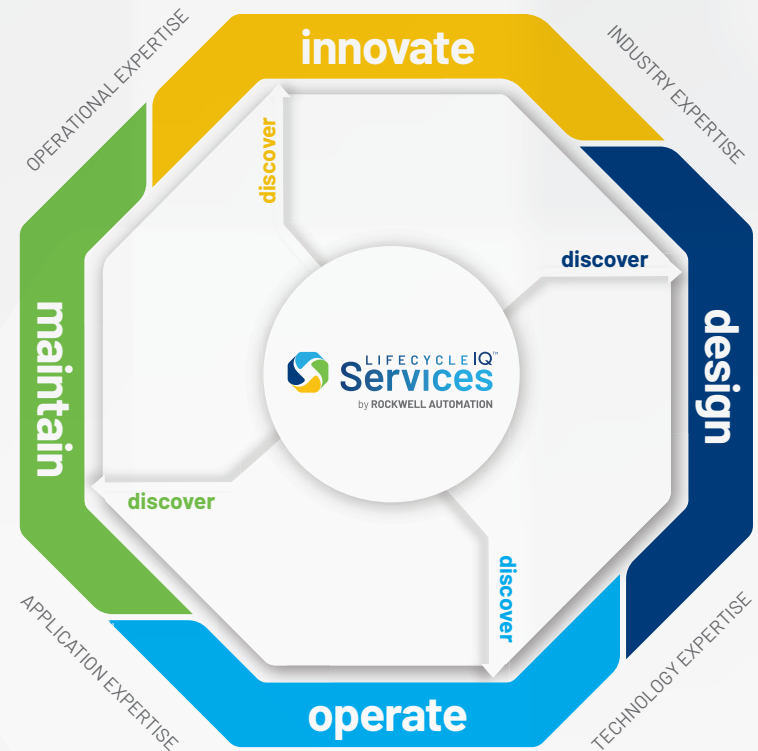 innovate
OPERATIONAL EXPERTISE
INDUSTRY EXPERTISE
discover
discover
maintain
LIFECYCLE IQ™
Services
by ROCKWELL AUTOMATION
design
discover
discover
APPLICATION EXPERTISE
TECHNOLOGY EXPERTISE
operate